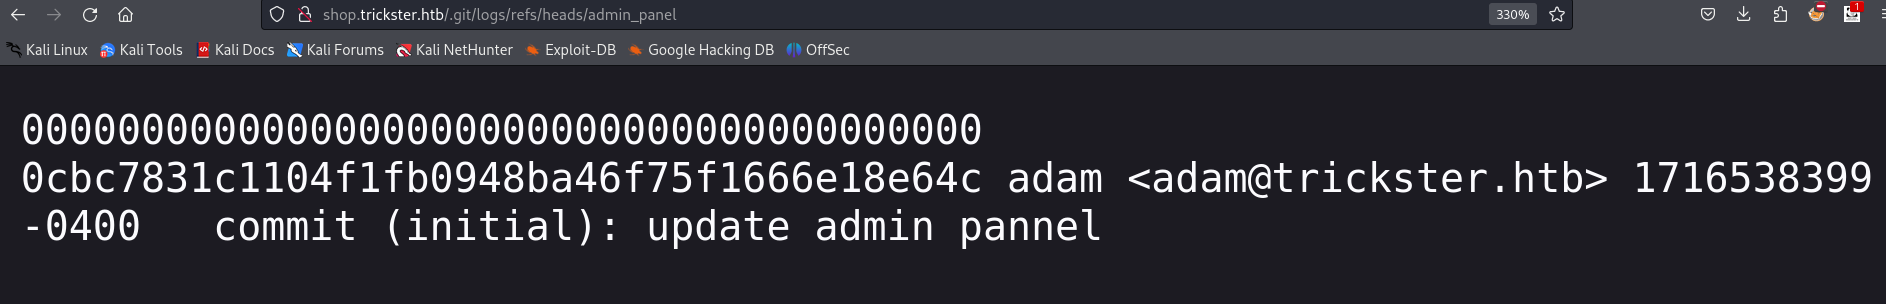 shop.trickster.htb/.git/logs/refs/heads/admin_panel
330%
1
Kali Linux Kali Tools Kali Docs Kali Forums Kali NetHunter Exploit-DB Google Hacking DB OffSec
0000000000000000000000000000000000000000
0cbc7831c1104f1fb0948ba46f75f1666e18e64c adam <adam@trickster.htb> 1716538399
-0400   commit (initial): update admin pannel